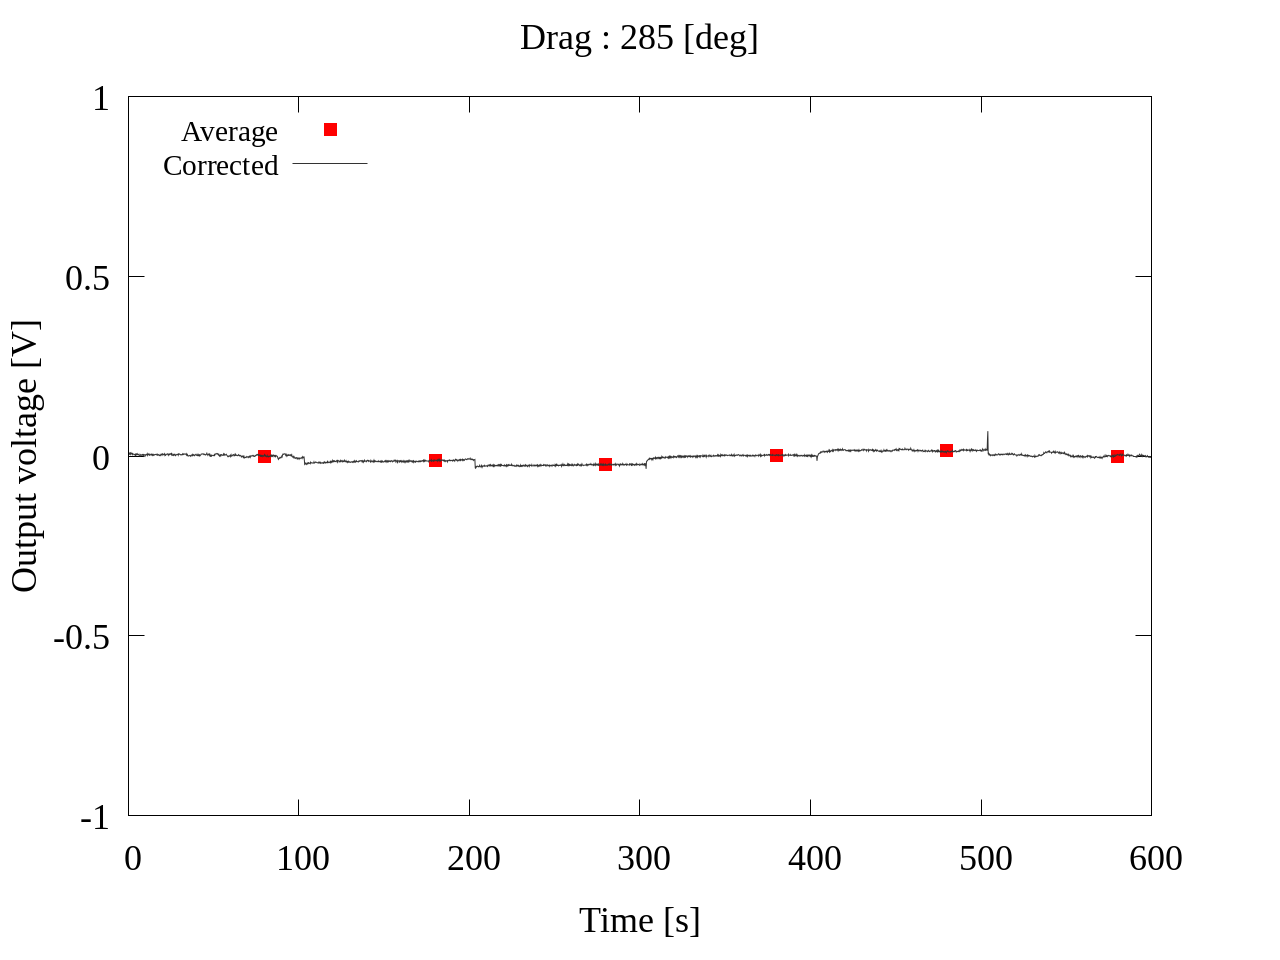 Drag : 285 [deg]
1
0.5
0
-0.5
-1
Average
Corrected
Output voltage [V]
0 100 200 300 400 500 600
Time [s]